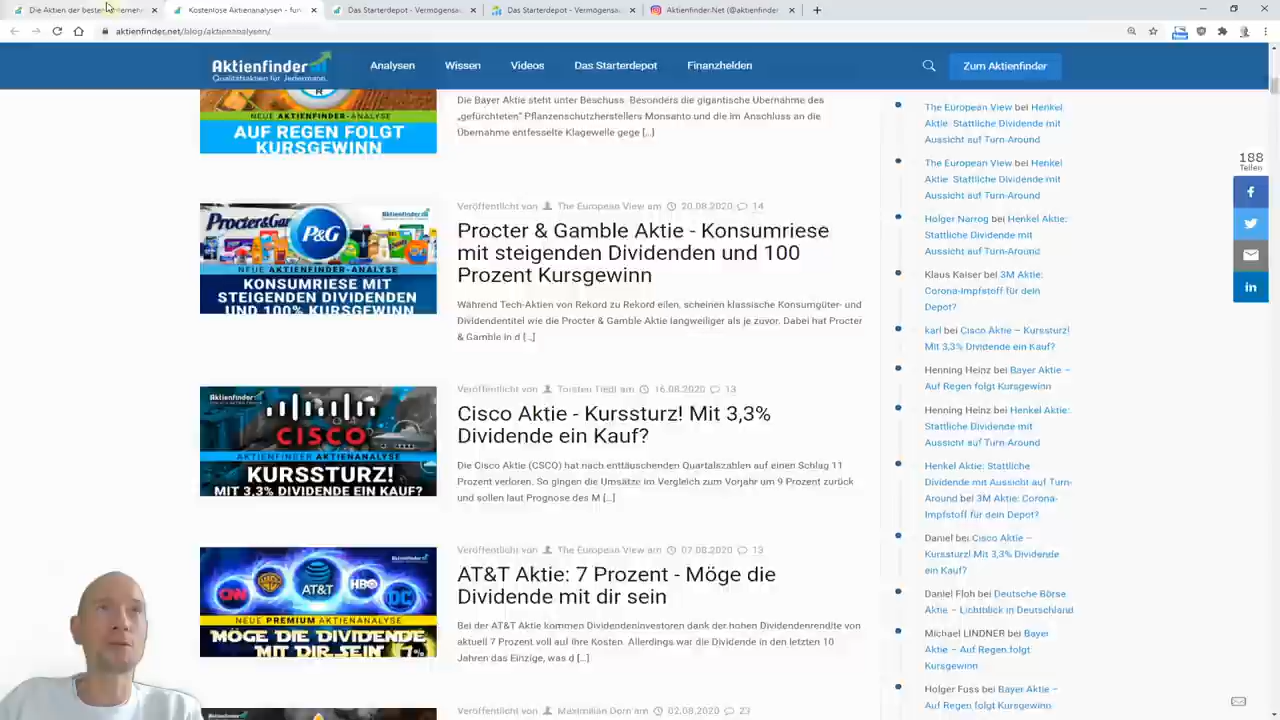 Die Aktien der besten Unternehmen
Kostenlose Aktienanalysen - fun
Das Starterdepot - Vermögensa
Das Starterdepot - Vermögensa
Aktienfinder.Net (@aktienfinder
aktienfinder.net/blog/aktienanalysen/
Aktienfinder
Qualitätsaktien für Jedermann.
Analysen
Wissen
Videos
Das Starterdepot
Finanzhelden
Zum Aktienfinder
NEUE AKTIENFINDER-ANALYSE
AUF REGEN FOLGT
KURSGEWINN
Die Bayer Aktie steht unter Beschuss. Besonders die gigantische Übernahme des
„gefürchteten" Pflanzenschutzherstellers Monsanto und die im Anschluss an die
Übernahme entfesselte Klagewelle gege [...]
Procter&Gam
P&G
Aktienfinder
NEUE AKTIENFINDER-ANALYSE
KONSUMRIESE MIT
STEIGENDEN DIVIDENDEN
UND 100% KURSGEWINN
Veröffentlicht von The European View am 20.08.2020 14
Procter & Gamble Aktie - Konsumriese
mit steigenden Dividenden und 100
Prozent Kursgewinn
Während Tech-Aktien von Rekord zu Rekord eilen, scheinen klassische Konsumgüter- und
Dividendentitel wie die Procter & Gamble Aktie langweiliger als je zuvor. Dabei hat Procter
& Gamble in d [...]
Aktienfinder
CISCO
AKTIENFINDER AKTIENANALYSE
KURSSTURZ!
MIT 3,3% DIVIDENDE EIN KAUF?
Veröffentlicht von Torsten Tiedt am 16.08.2020 13
Cisco Aktie - Kurssturz! Mit 3,3%
Dividende ein Kauf?
Die Cisco Aktie (CSCO) hat nach enttäuschenden Quartalszahlen auf einen Schlag 11
Prozent verloren. So gingen die Umsätze im Vergleich zum Vorjahr um 9 Prozent zurück
und sollen laut Prognose des M [...]
Aktienfinder
CNN
AT&T
HBO
DC
NEUE PREMIUM AKTIENANALYSE
MÖGE DIE DIVIDENDE
MIT DIR SEIN
7%
Veröffentlicht von The European View am 07.08.2020 13
AT&T Aktie: 7 Prozent - Möge die
Dividende mit dir sein
Bei der AT&T Aktie kommen Dividendeninvestoren dank der hohen Dividendenrendite von
aktuell 7 Prozent voll auf ihre Kosten. Allerdings war die Dividende in den letzten 10
Jahren das Einzige, was d [...]
Veröffentlicht von Maximilian Dorn am 02.08.2020 23
The European View bei Henkel
Aktie: Stattliche Dividende mit
Aussicht auf Turn-Around
The European View bei Henkel
Aktie: Stattliche Dividende mit
Aussicht auf Turn-Around
Holger Narrog bei Henkel Aktie:
Stattliche Dividende mit
Aussicht auf Turn-Around
Klaus Kaiser bei 3M Aktie:
Corona-Impfstoff für dein
Depot?
karl bei Cisco Aktie – Kurssturz!
Mit 3,3% Dividende ein Kauf?
Henning Heinz bei Bayer Aktie –
Auf Regen folgt Kursgewinn
Henning Heinz bei Henkel Aktie:
Stattliche Dividende mit
Aussicht auf Turn-Around
Henkel Aktie: Stattliche
Dividende mit Aussicht auf Turn-
Around bei 3M Aktie: Corona-
Impfstoff für dein Depot?
Daniel bei Cisco Aktie –
Kurssturz! Mit 3,3% Dividende
ein Kauf?
Daniel Floh bei Deutsche Börse
Aktie – Lichtblick in Deutschland
Michael LINDNER bei Bayer
Aktie – Auf Regen folgt
Kursgewinn
Holger Fuss bei Bayer Aktie –
Auf Regen folgt Kursgewinn
188
Teilen